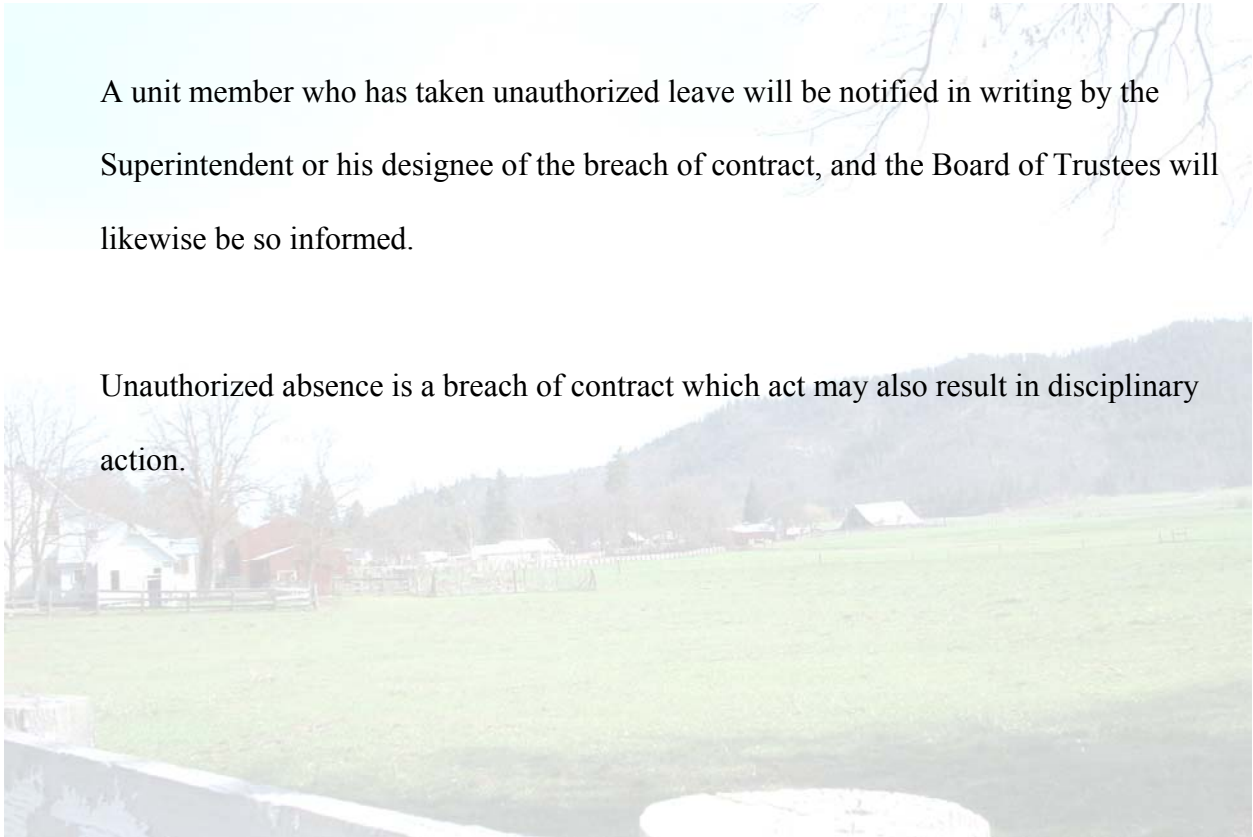 A unit member who has taken unauthorized leave will be notified in writing by the
Superintendent or his designee of the breach of contract, and the Board of Trustees will
likewise be so informed.
Unauthorized absence is a breach of contract which act may also result in disciplinary
action.